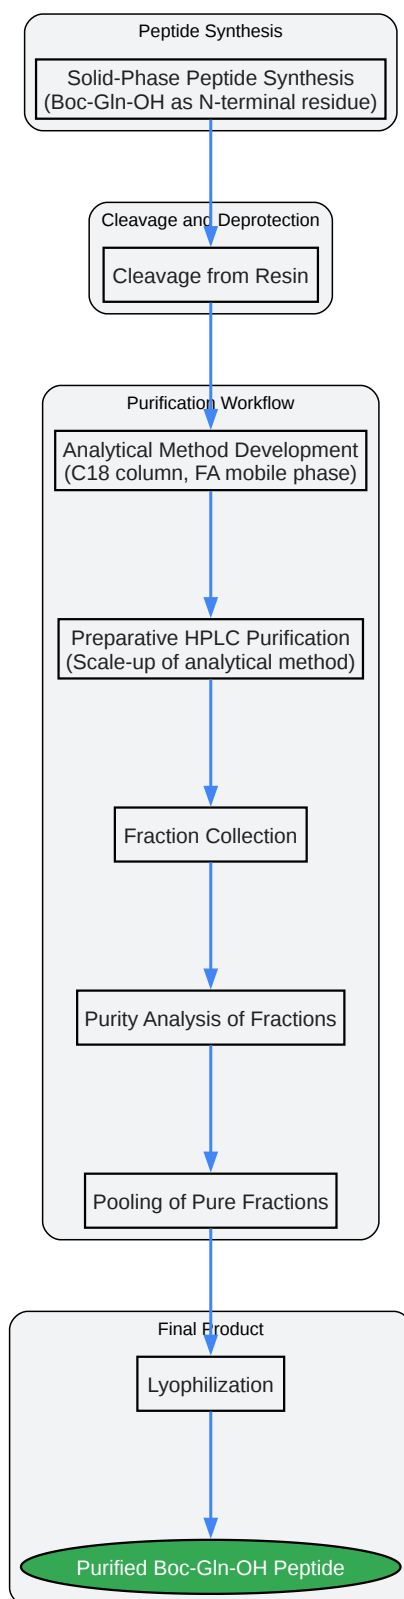 Peptide Synthesis
Solid-Phase Peptide Synthesis
(Boc-Gln-OH as N-terminal residue)
Cleavage and Deprotection
Cleavage from Resin
Purification Workflow
Analytical Method Development
(C18 column, FA mobile phase)
Preparative HPLC Purification
(Scale-up of analytical method)
Fraction Collection
Purity Analysis of Fractions
Pooling of Pure Fractions
Final Product
Lyophilization
Purified Boc-Gln-OH Peptide